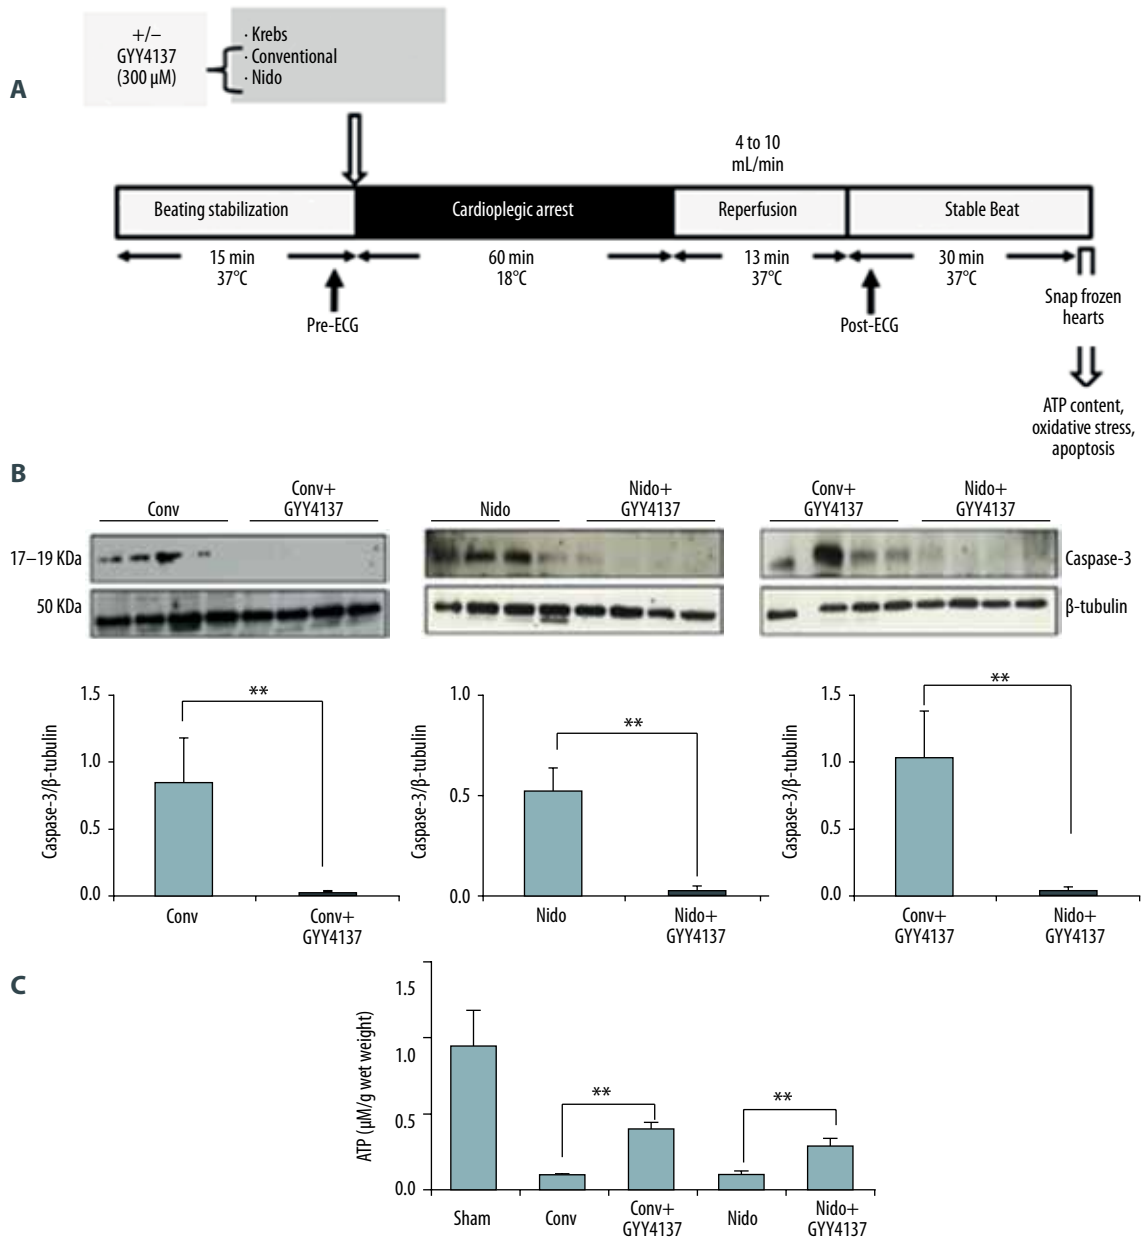 A
+/–
GYY4137
(300 µM)
· Krebs
· Conventional
· Nido
4 to 10
mL/min
Beating stabilization
Cardioplegic arrest
Reperfusion
Stable Beat
15 min
37°C
60 min
18°C
13 min
37°C
30 min
37°C
Pre-ECG
Post-ECG
Snap frozen
hearts
ATP content,
oxidative stress,
apoptosis
B
Conv
Conv+
GYY4137
Nido
Nido+
GYY4137
Conv+
GYY4137
Nido+
GYY4137
17–19 KDa
Caspase-3
50 KDa
β-tubulin
Caspase-3/β-tubulin
1.5
1.0
0.5
0.0
**
Conv
Conv+
GYY4137
Caspase-3/β-tubulin
1.0
0.5
0.0
**
Nido
Nido+
GYY4137
Caspase-3/β-tubulin
1.5
1.0
0.5
0.0
**
Conv+
GYY4137
Nido+
GYY4137
C
ATP (µM/g wet weight)
1.5
1.0
0.5
0.0
**
**
Sham
Conv
Conv+
GYY4137
Nido
Nido+
GYY4137